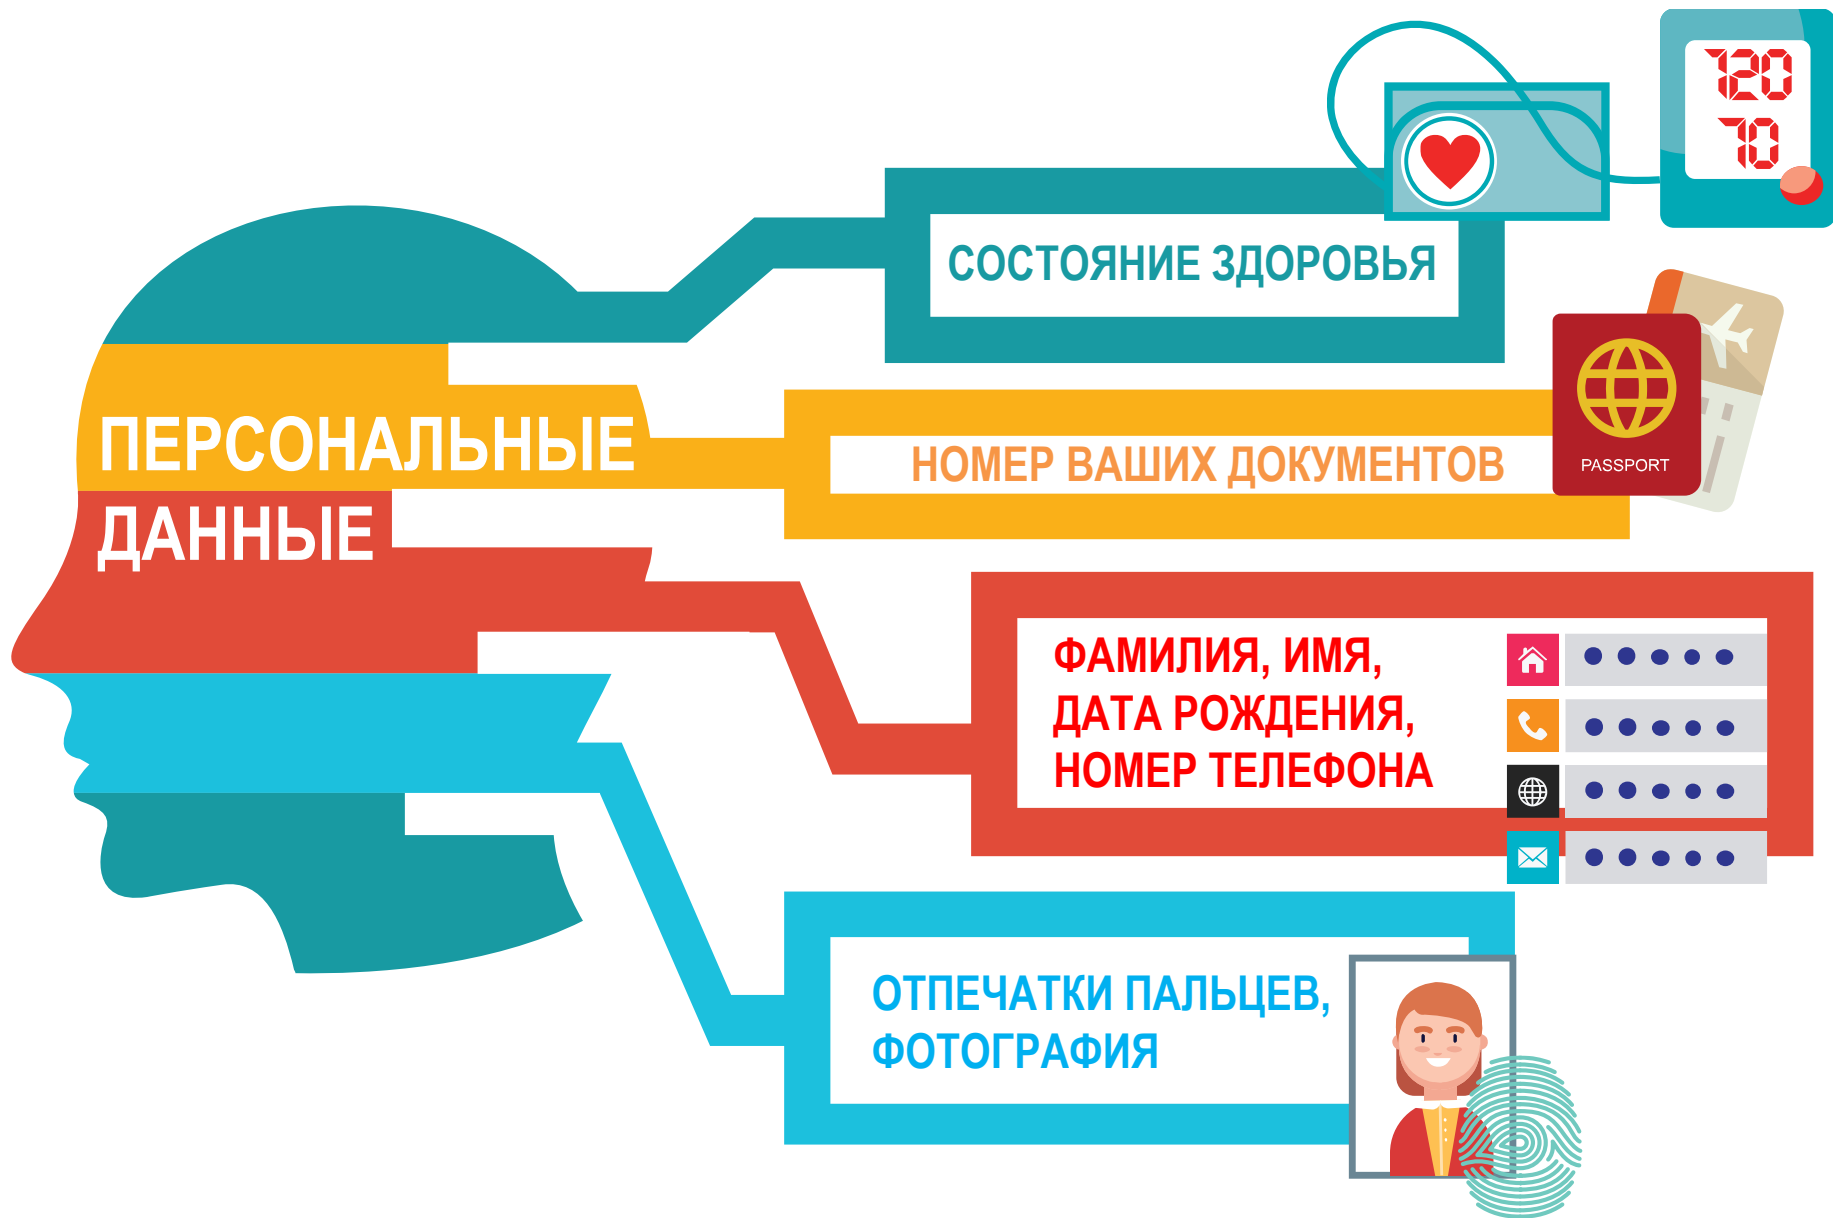 ПЕРСОНАЛЬНЫЕ
ДАННЫЕ
120
70
СОСТОЯНИЕ ЗДОРОВЬЯ
НОМЕР ВАШИХ ДОКУМЕНТОВ
PASSPORT
ФАМИЛИЯ, ИМЯ,
ДАТА РОЖДЕНИЯ,
НОМЕР ТЕЛЕФОНА
ОТПЕЧАТКИ ПАЛЬЦЕВ,
ФОТОГРАФИЯ